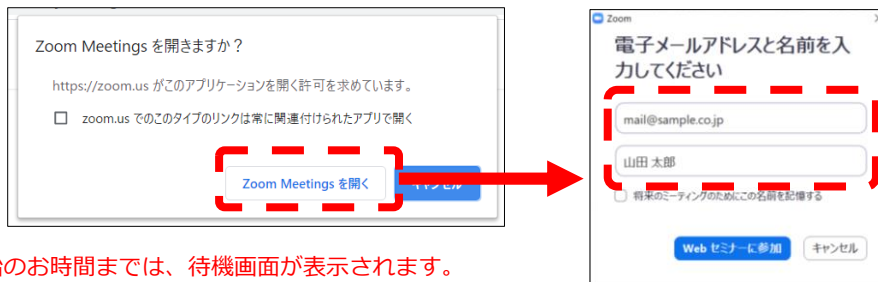 Zoom Meetings を開きますか？
https://zoom.us がこのアプリケーションを開く許可を求めています。
zoom.us でのこのタイプのリンクは常に関連付けられたアプリで開く
Zoom Meetings を開く
キャンセル
Zoom
電子メールアドレスと名前を入
力してください
mail@sample.co.jp
山田 太郎
将来のミーティングのためにこの名前を記憶する
Web セミナーに参加
キャンセル
のお時間までは、待機画面が表示されます。